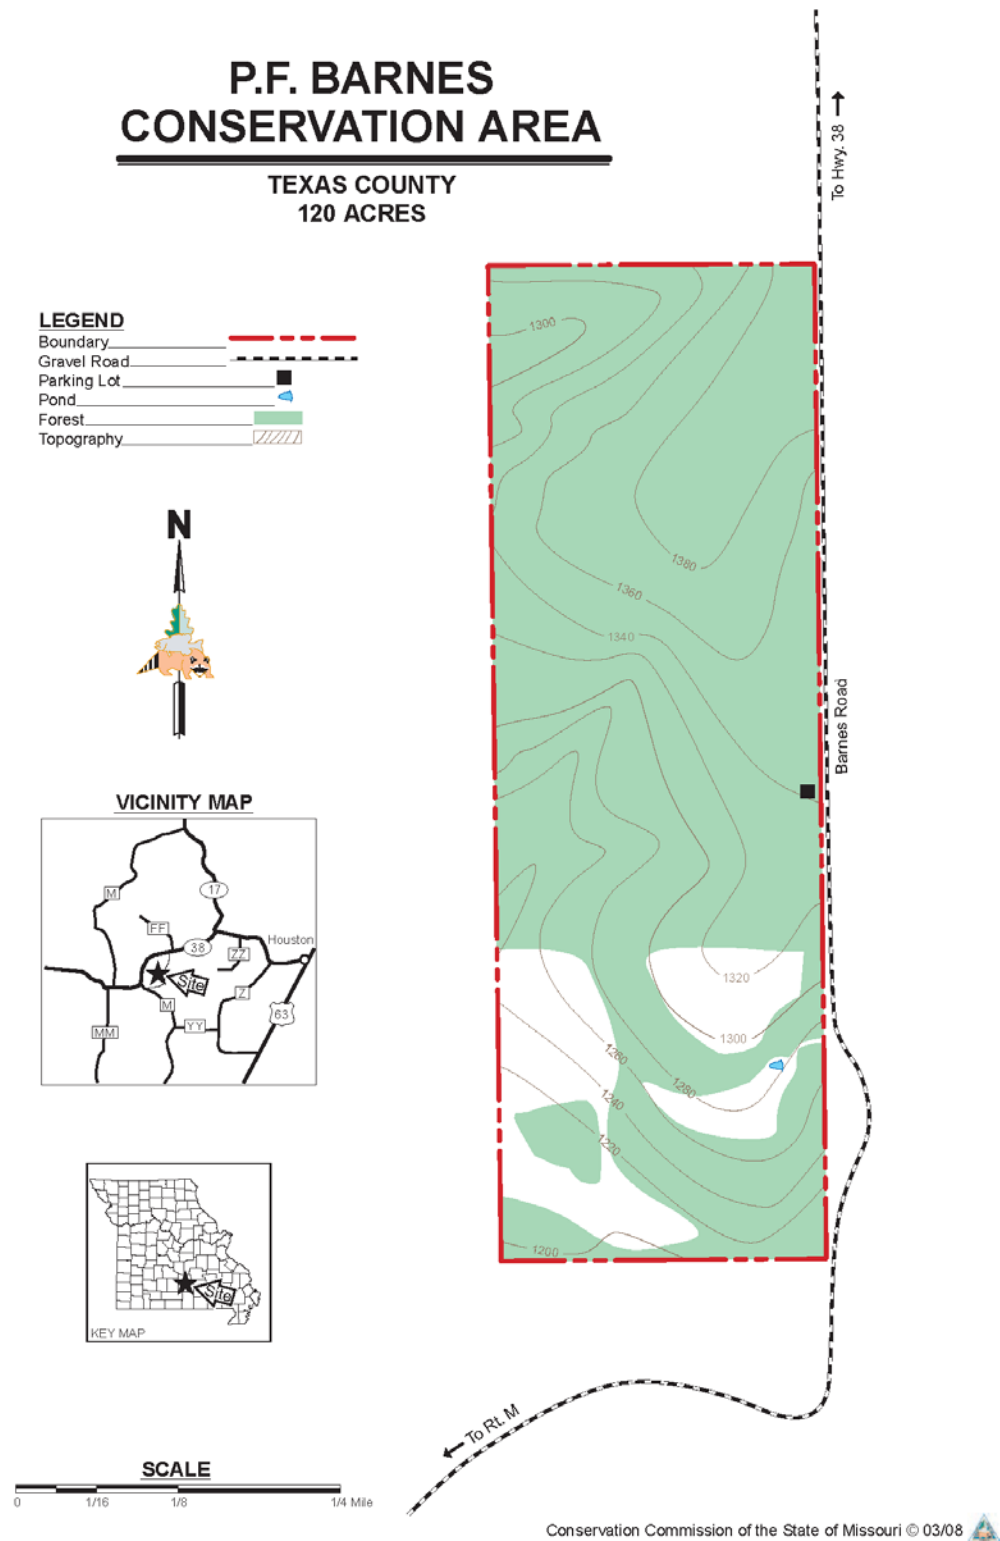 P.F. BARNES
CONSERVATION AREA
TEXAS COUNTY
120 ACRES
To Hwy. 38
LEGEND
Boundary
Gravel Road
Parking Lot
Pond
Forest
Topography
N
1300
1380
1360
1340
Barnes Road
1320
1300
1260
1280
1240
1220
1200
VICINITY MAP
M
17
FF
38
ZZ
Houston
Site
M
Z
63
MM
YY
Site
KEY MAP
To Rt. M
SCALE
0 1/16 1/8 1/4 Mile
Conservation Commission of the State of Missouri © 03/08